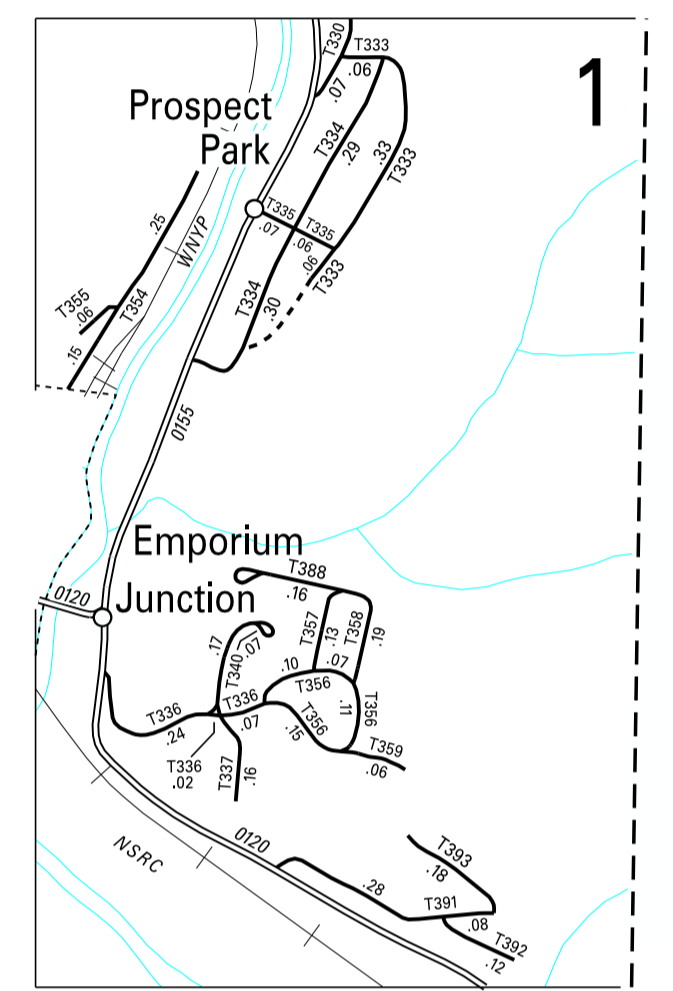 T330
T333
.06
.07
1
Prospect
Park
T334
.29
.33
T333
.25
WNYP
T335
.07
T335
.06
.06
T333
T355
.06
T354
T334
.30
.15
0155
Emporium
Junction
0120
T388
.16
T357
.13
T358
.19
.17
T340
.07
.10
.07
T356
T336
.24
T336
.07
T356
.15
.11
T356
T359
.06
T336
.02
T337
.16
NSRC
0120
T393
.18
.28
T391
.08
T392
.12